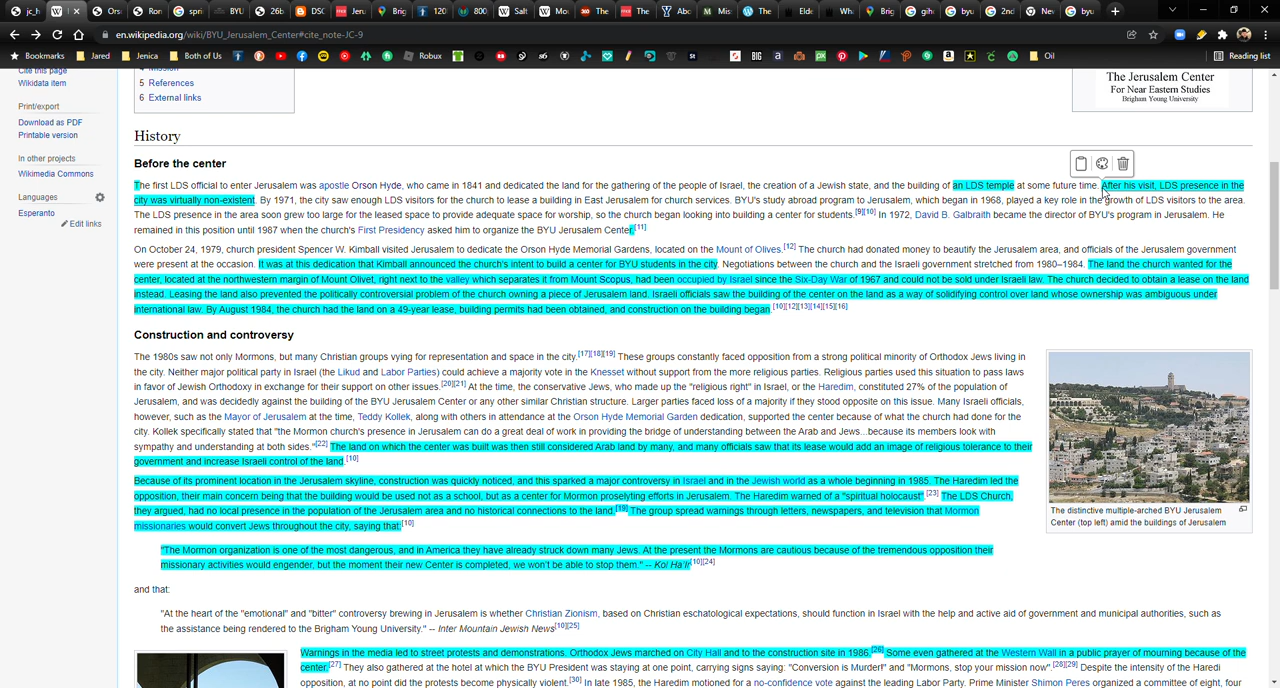 jc_h
W
Ors
Ron
spri
BYU
26b
DSC
Jeru
Brig
120
800
Salt
Mo
The
The
Abc
M
The
Elde
Wha
Brig
gih
byu
2nd
Nev
byu
en.wikipedia.org/wiki/BYU_Jerusalem_Center#cite_note-JC-9
Bookmarks Jared Jenica Both of Us Robux BIG Oil Reading list
Cite this page
Wikidata item
Print/export
Download as PDF
Printable version
In other projects
Wikimedia Commons
Languages
Esperanto
Edit links
4 Mission
5 References
6 External links
The Jerusalem Center
For Near Eastern Studies
Brigham Young University
History
Before the center
The first LDS official to enter Jerusalem was apostle Orson Hyde, who came in 1841 and dedicated the land for the gathering of the people of Israel, the creation of a Jewish state, and the building of an LDS temple at some future time. After his visit, LDS presence in the
city was virtually non-existent. By 1971, the city saw enough LDS visitors for the church to lease a building in East Jerusalem for church services. BYU's study abroad program to Jerusalem, which began in 1968, played a key role in the growth of LDS visitors to the area.
The LDS presence in the area soon grew too large for the leased space to provide adequate space for worship, so the church began looking into building a center for students.[9][10] In 1972, David B. Galbraith became the director of BYU's program in Jerusalem. He
remained in this position until 1987 when the church's First Presidency asked him to organize the BYU Jerusalem Center.[11]
On October 24, 1979, church president Spencer W. Kimball visited Jerusalem to dedicate the Orson Hyde Memorial Gardens, located on the Mount of Olives.[12] The church had donated money to beautify the Jerusalem area, and officials of the Jerusalem government
were present at the occasion. It was at this dedication that Kimball announced the church's intent to build a center for BYU students in the city. Negotiations between the church and the Israeli government stretched from 1980–1984. The land the church wanted for the
center, located at the northwestern margin of Mount Olivet, right next to the valley which separates it from Mount Scopus, had been occupied by Israel since the Six-Day War of 1967 and could not be sold under Israeli law. The church decided to obtain a lease on the land
instead. Leasing the land also prevented the politically controversial problem of the church owning a piece of Jerusalem land. Israeli officials saw the building of the center on the land as a way of solidifying control over land whose ownership was ambiguous under
international law. By August 1984, the church had the land on a 49-year lease, building permits had been obtained, and construction on the building began.[10][12][13][14][15][16]
Construction and controversy
The 1980s saw not only Mormons, but many Christian groups vying for representation and space in the city.[17][18][19] These groups constantly faced opposition from a strong political minority of Orthodox Jews living in
the city. Neither major political party in Israel (the Likud and Labor Parties) could achieve a majority vote in the Knesset without support from the more religious parties. Religious parties used this situation to pass laws
in favor of Jewish Orthodoxy in exchange for their support on other issues.[20][21] At the time, the conservative Jews, who made up the "religious right" in Israel, or the Haredim, constituted 27% of the population of
Jerusalem, and was decidedly against the building of the BYU Jerusalem Center or any other similar Christian structure. Larger parties faced loss of a majority if they stood opposite on this issue. Many Israeli officials,
however, such as the Mayor of Jerusalem at the time, Teddy Kollek, along with others in attendance at the Orson Hyde Memorial Garden dedication, supported the center because of what the church had done for the
city. Kollek specifically stated that "the Mormon church's presence in Jerusalem can do a great deal of work in providing the bridge of understanding between the Arab and Jews...because its members look with
sympathy and understanding at both sides."[22] The land on which the center was built was then still considered Arab land by many, and many officials saw that its lease would add an image of religious tolerance to their
government and increase Israeli control of the land.[10]
Because of its prominent location in the Jerusalem skyline, construction was quickly noticed, and this sparked a major controversy in Israel and in the Jewish world as a whole beginning in 1985. The Haredim led the
opposition, their main concern being that the building would be used not as a school, but as a center for Mormon proselyting efforts in Jerusalem. The Haredim warned of a "spiritual holocaust".[23] The LDS Church,
they argued, had no local presence in the population of the Jerusalem area and no historical connections to the land.[19] The group spread warnings through letters, newspapers, and television that Mormon
missionaries would convert Jews throughout the city, saying that:[10]
"The Mormon organization is one of the most dangerous, and in America they have already struck down many Jews. At the present the Mormons are cautious because of the tremendous opposition their
missionary activities would engender, but the moment their new Center is completed, we won't be able to stop them." -- Kol Ha'Ir[10][24]
and that:
"At the heart of the "emotional" and "bitter" controversy brewing in Jerusalem is whether Christian Zionism, based on Christian eschatological expectations, should function in Israel with the help and active aid of government and municipal authorities, such as
the assistance being rendered to the Brigham Young University." -- Inter Mountain Jewish News[10][25]
The distinctive multiple-arched BYU Jerusalem
Center (top left) amid the buildings of Jerusalem
Warnings in the media led to street protests and demonstrations. Orthodox Jews marched on City Hall and to the construction site in 1986.[26] Some even gathered at the Western Wall in a public prayer of mourning because of the
center.[27] They also gathered at the hotel at which the BYU President was staying at one point, carrying signs saying: "Conversion is Murder!" and "Mormons, stop your mission now".[28][29] Despite the intensity of the Haredi
opposition, at no point did the protests become physically violent.[30] In late 1985, the Haredim motioned for a no-confidence vote against the leading Labor Party. Prime Minister Shimon Peres organized a committee of eight, four